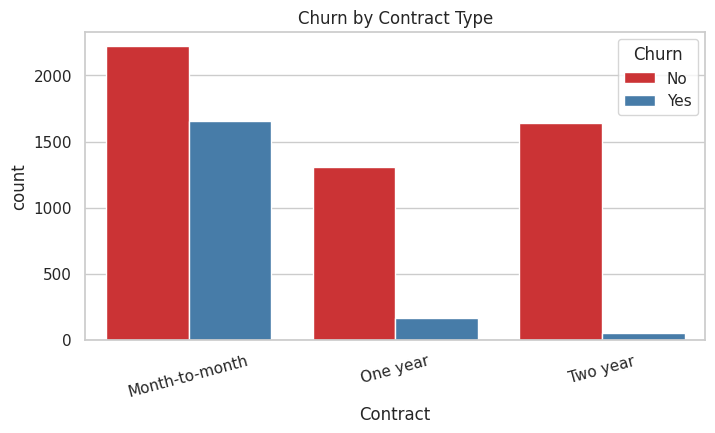 Churn by Contract Type
Churn
No
Yes
2000
1500
1000
500
0
count
Month-to-month
One year
Two year
Contract